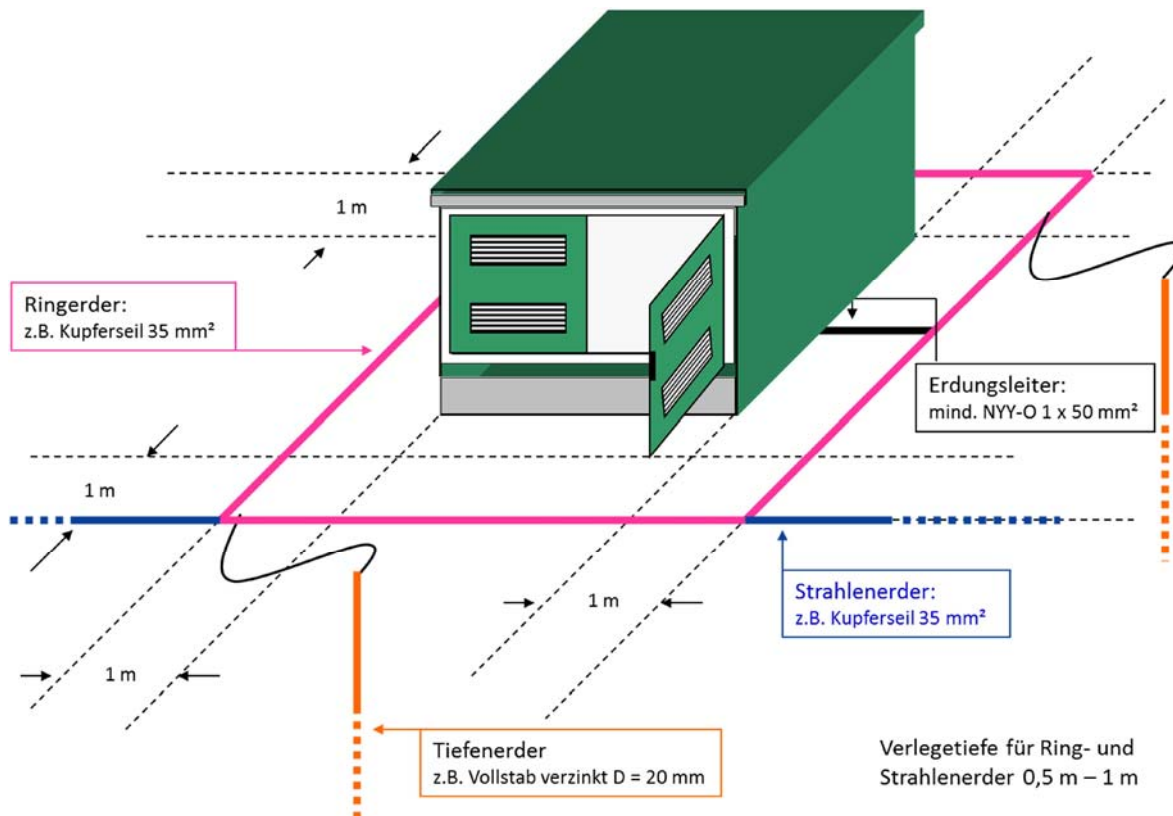 1 m
Ringerder:
z.B. Kupferseil 35 mm²
Erdungsleiter:
mind. NYY-O 1 x 50 mm²
1 m
Strahlenerder:
z.B. Kupferseil 35 mm²
1 m
1 m
Tiefenerder
z.B. Vollstab verzinkt D = 20 mm
Verlegetiefe für Ring- und
Strahlenerder 0,5 m – 1 m